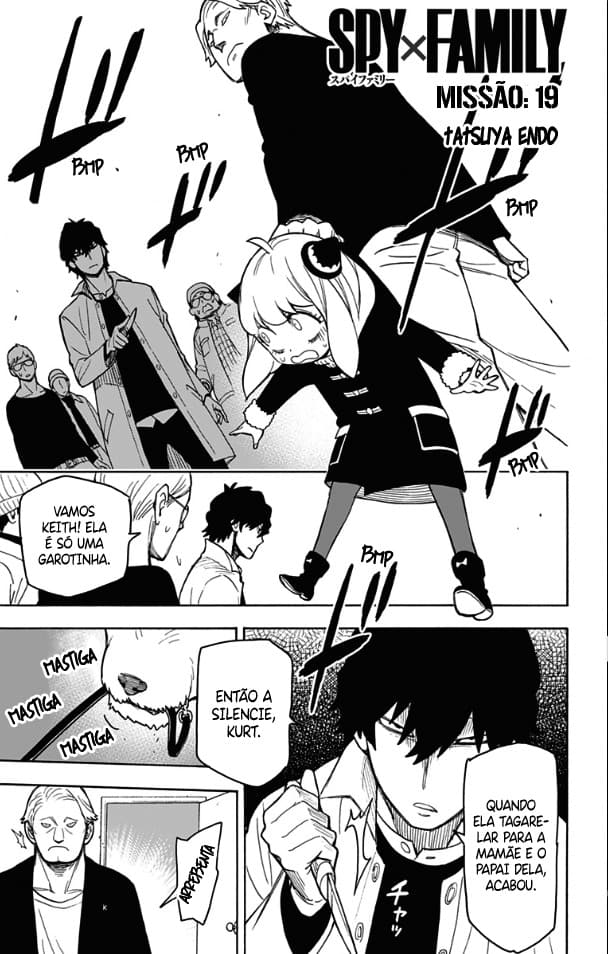 SPY×FAMILY
スパイファミリー
MISSÃO: 19
TATSUYA ENDO
BMP
BMP
BMP
BMP
BMP
VAMOS
KEITH! ELA
É SÓ UMA
GAROTINHA.
ENTÃO A
SILENCIE,
KURT.
MASTIGA
MASTIGA
MASTIGA
QUANDO
ELA TAGARE-
LAR PARA A
MAMÃE E O
PAPAI DELA,
ACABOU.
チャッ
ARREBENTA
K